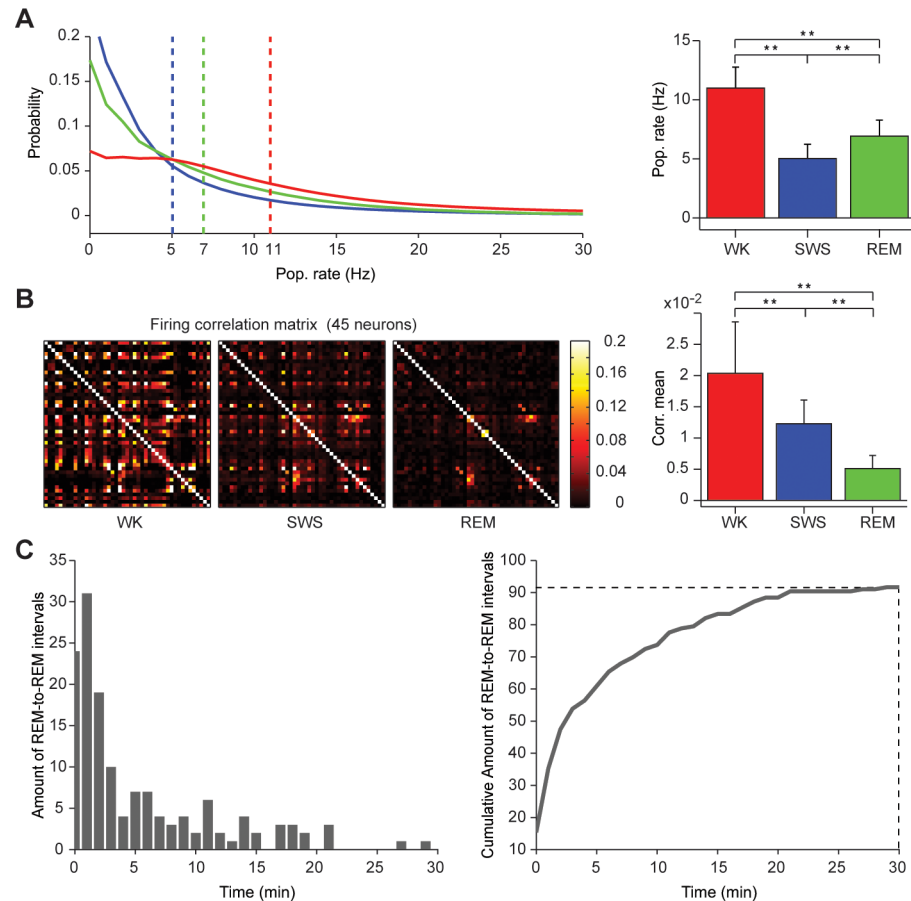 A
Probability
0.2
0.15
0.1
0.05
0
0 5 7 10 11 15 20 25 30
Pop. rate (Hz)
** 
** **
Pop. rate (Hz)
15
10
5
0
WK SWS REM
B
Firing correlation matrix (45 neurons)
WK SWS REM
0.2
0.16
0.12
0.08
0.04
0
x10⁻²
**
** **
Corr. mean
2
1.5
1
0.5
0
WK SWS REM
C
Amount of REM-to-REM intervals
35
30
25
20
15
10
5
0
0 5 10 15 20 25 30
Time (min)
Cumulative Amount of REM-to-REM intervals
100
90
80
70
60
50
40
30
20
10
0 5 10 15 20 25 30
Time (min)